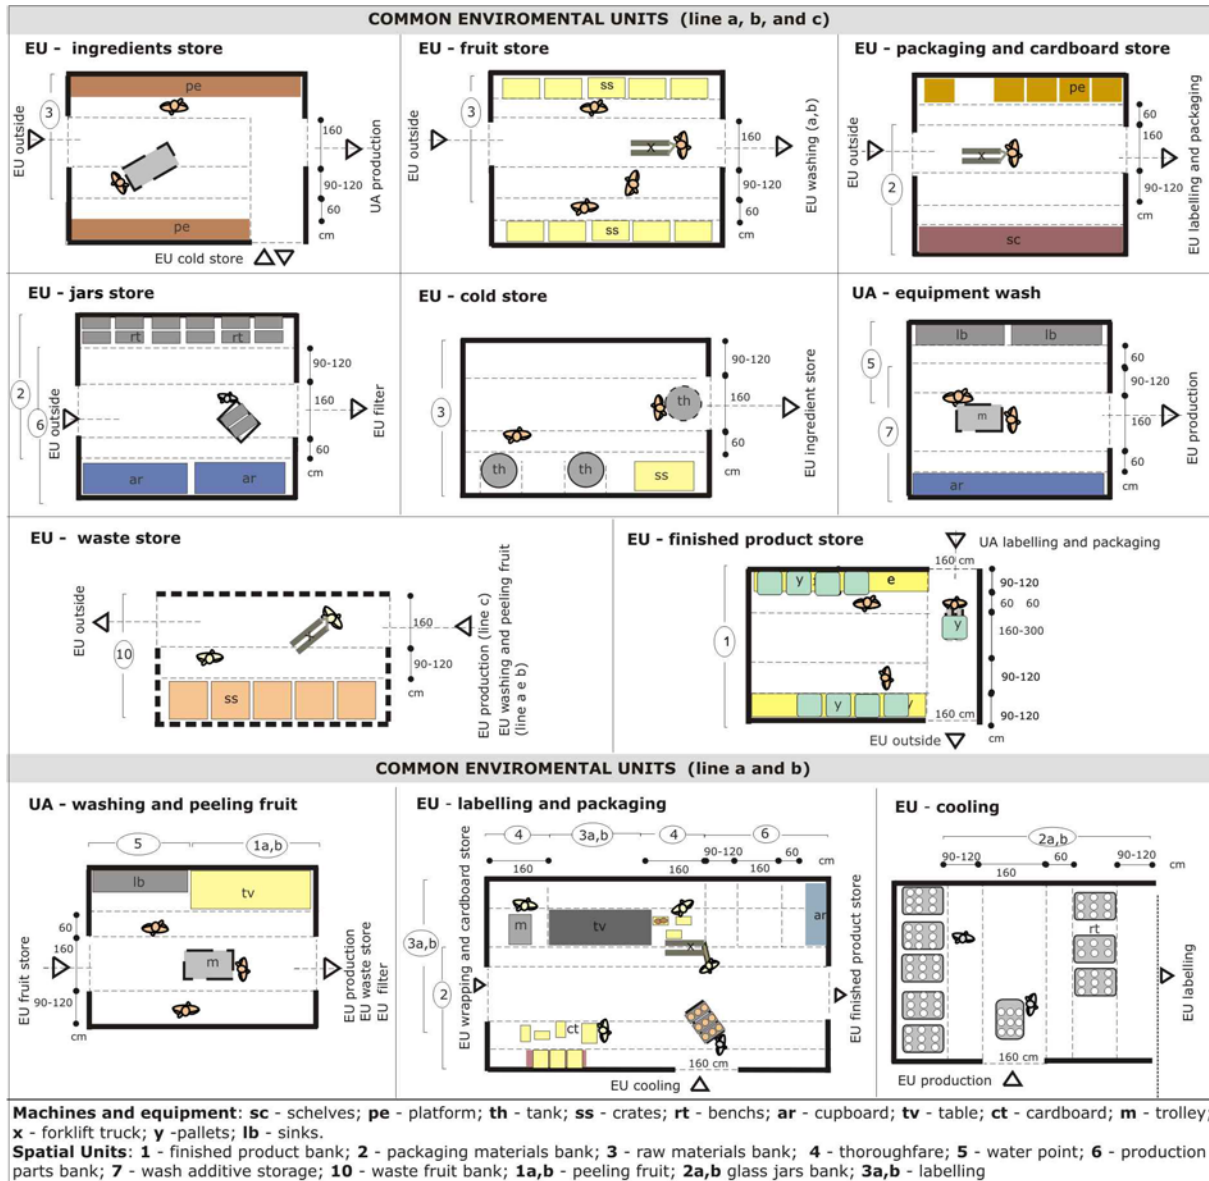 COMMON ENVIROMENTAL UNITS (line a, b, and c)
EU - ingredients store
pe
3
EU outside
160
90-120
60
cm
UA production
pe
EU cold store
EU - fruit store
ss
3
EU outside
x
160
90-120
60
cm
EU washing (a,b)
ss
EU - packaging and cardboard store
pe
60
160
90-120
cm
EU outside
2
x
EU labelling and packaging
sc
EU - jars store
rt
rt
90-120
160
60
cm
2
6
EU outside
EU filter
ar
ar
EU - cold store
90-120
160
60
cm
3
th
th
th
ss
EU ingredient store
UA - equipment wash
lb
lb
60
90-120
160
60
cm
5
7
m
EU production
ar
EU - waste store
EU outside
10
160
90-120
cm
ss
EU production (line c)
EU washing and peeling fruit
(line a e b)
EU - finished product store
UA labelling and packaging
160 cm
y
e
90-120
60 60
160-300
90-120
90-120
cm
y
1
y
y
160 cm
EU outside
COMMON ENVIROMENTAL UNITS (line a and b)
UA - washing and peeling fruit
5
1a,b
lb
tv
60
160
90-120
cm
EU fruit store
m
EU production
EU waste store
EU filter
EU - labelling and packaging
4
3a,b
4
6
90-120
60
cm
160
160
160
EU wrapping and cardboard store
3a,b
2
m
tv
x
ar
ct
EU finished product store
160 cm
EU cooling
EU - cooling
2a,b
90-120
60
90-120
cm
160
rt
EU labelling
160 cm
EU production
Machines and equipment: sc - schelves; pe - platform; th - tank; ss - crates; rt - benchs; ar - cupboard; tv - table; ct - cardboard; m - trolley;
x - forklift truck; y -pallets; lb - sinks.
Spatial Units: 1 - finished product bank; 2 - packaging materials bank; 3 - raw materials bank; 4 - thoroughfare; 5 - water point; 6 - production
parts bank; 7 - wash additive storage; 10 - waste fruit bank; 1a,b - peeling fruit; 2a,b glass jars bank; 3a,b - labelling